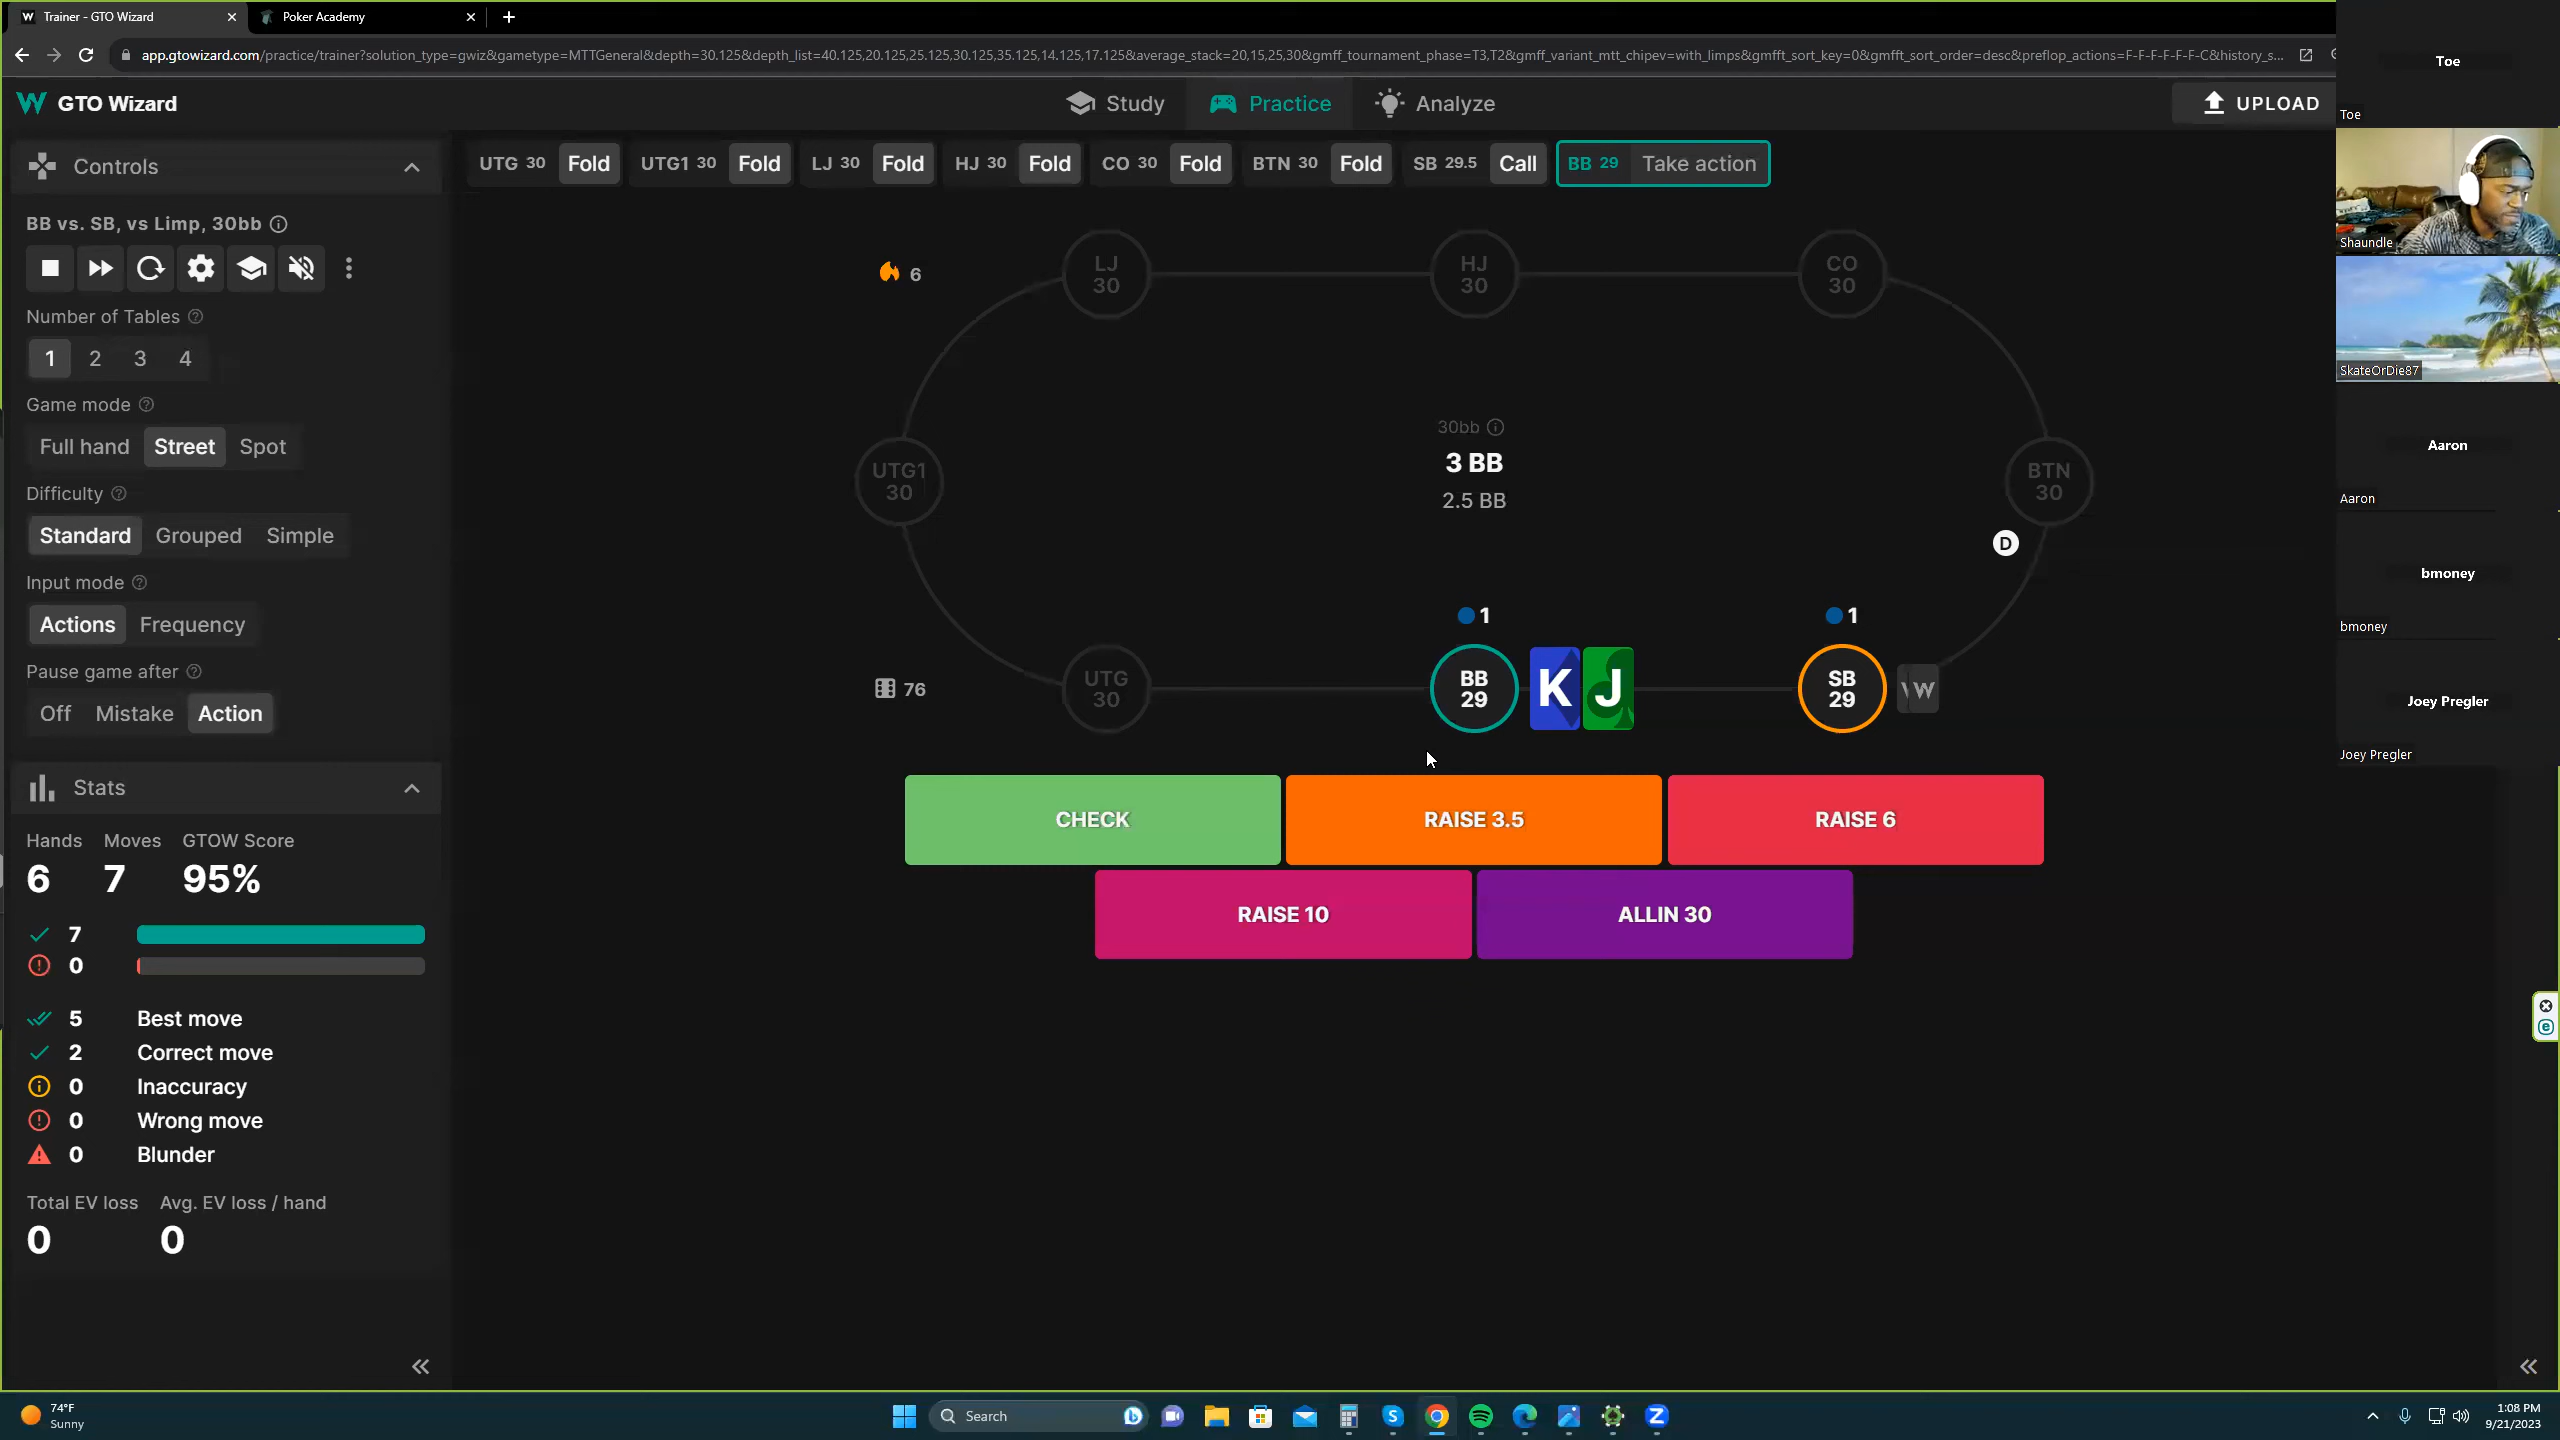 Trainer - GTO Wizard
Poker Academy
app.gtowizard.com/practice/trainer?solution_type=gwiz&gametype=MTTGeneral&depth=30.125&depth_list=40.125,20.125,25.125,30.125,35.125,14.125,17.125&average_stack=20,15,25,30&gmff_tournament_phase=T3,T2&gmff_variant_mtt_chipev=with_limps&gmfft_sort_key=0&gmfft_sort_order=desc&preflop_actions=F-F-F-F-F-F-C&history_s...
GTO Wizard
Study
Practice
Analyze
UPLOAD
Controls
UTG 30 Fold
UTG1 30 Fold
LJ 30 Fold
HJ 30 Fold
CO 30 Fold
BTN 30 Fold
SB 29.5 Call
BB 29 Take action
BB vs. SB, vs Limp, 30bb
Number of Tables
1 2 3 4
Game mode
Full hand Street Spot
Difficulty
Standard Grouped Simple
Input mode
Actions Frequency
Pause game after
Off Mistake Action
Stats
Hands Moves GTOW Score
6 7 95%
7
0
5 Best move
2 Correct move
0 Inaccuracy
0 Wrong move
0 Blunder
Total EV loss Avg. EV loss / hand
0 0
6
LJ
30
HJ
30
CO
30
UTG1
30
30bb
3 BB
2.5 BB
BTN
30
D
1
1
76
UTG
30
BB
29
K J
SB
29
W
CHECK
RAISE 3.5
RAISE 6
RAISE 10
ALLIN 30
Toe
Toe
Shaundle
SkateOrDie87
Aaron
Aaron
bmoney
bmoney
Joey Pregler
Joey Pregler
74°F
Sunny
Search
1:08 PM
9/21/2023